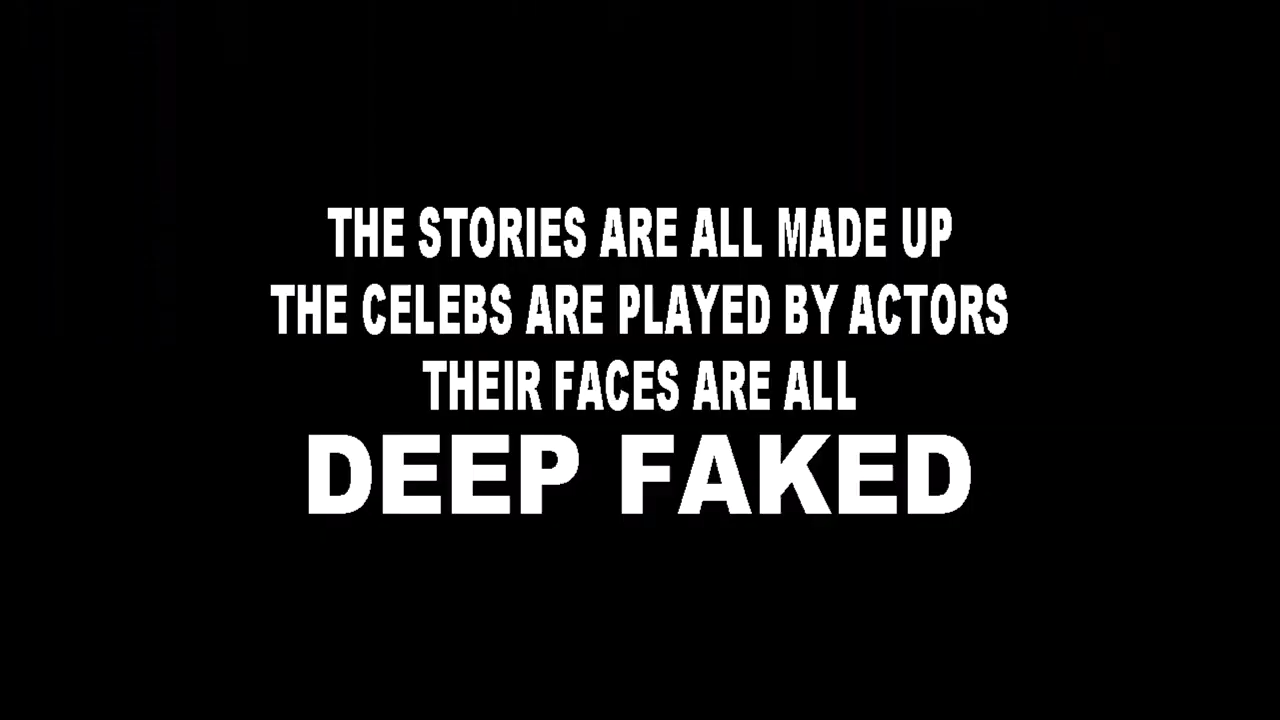 THE STORIES ARE ALL MADE UP
THE CELEBS ARE PLAYED BY ACTORS
THEIR FACES ARE ALL
DEEP FAKED